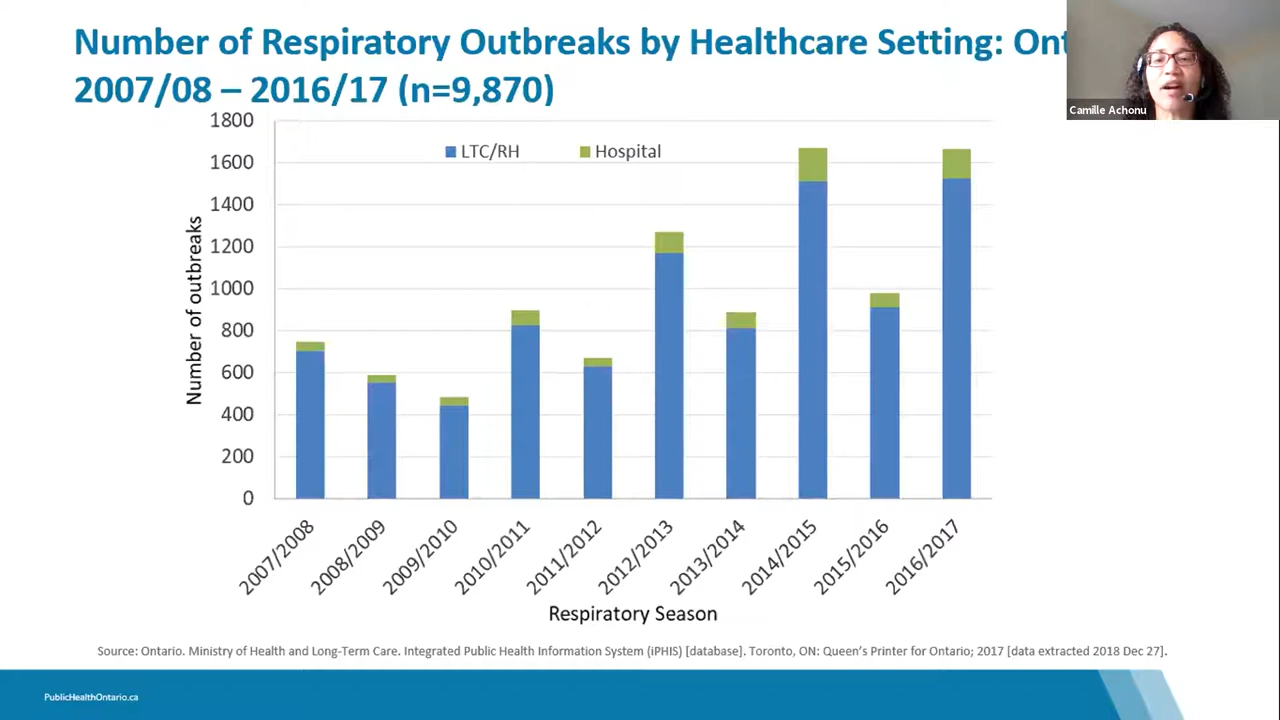 Number of Respiratory Outbreaks by Healthcare Setting:
2007/08 – 2016/17 (n=9,870)
Camille Achonu
LTC/RH
Hospital
Number of outbreaks
1800
1600
1400
1200
1000
800
600
400
200
0
2007/2008
2008/2009
2009/2010
2010/2011
2011/2012
2012/2013
2013/2014
2014/2015
2015/2016
2016/2017
Respiratory Season
Source: Ontario. Ministry of Health and Long-Term Care. Integrated Public Health Information System (iPHIS) [database]. Toronto, ON: Queen's Printer for Ontario; 2017 [data extracted 2018 Dec 27].
PublicHealthOntario.ca